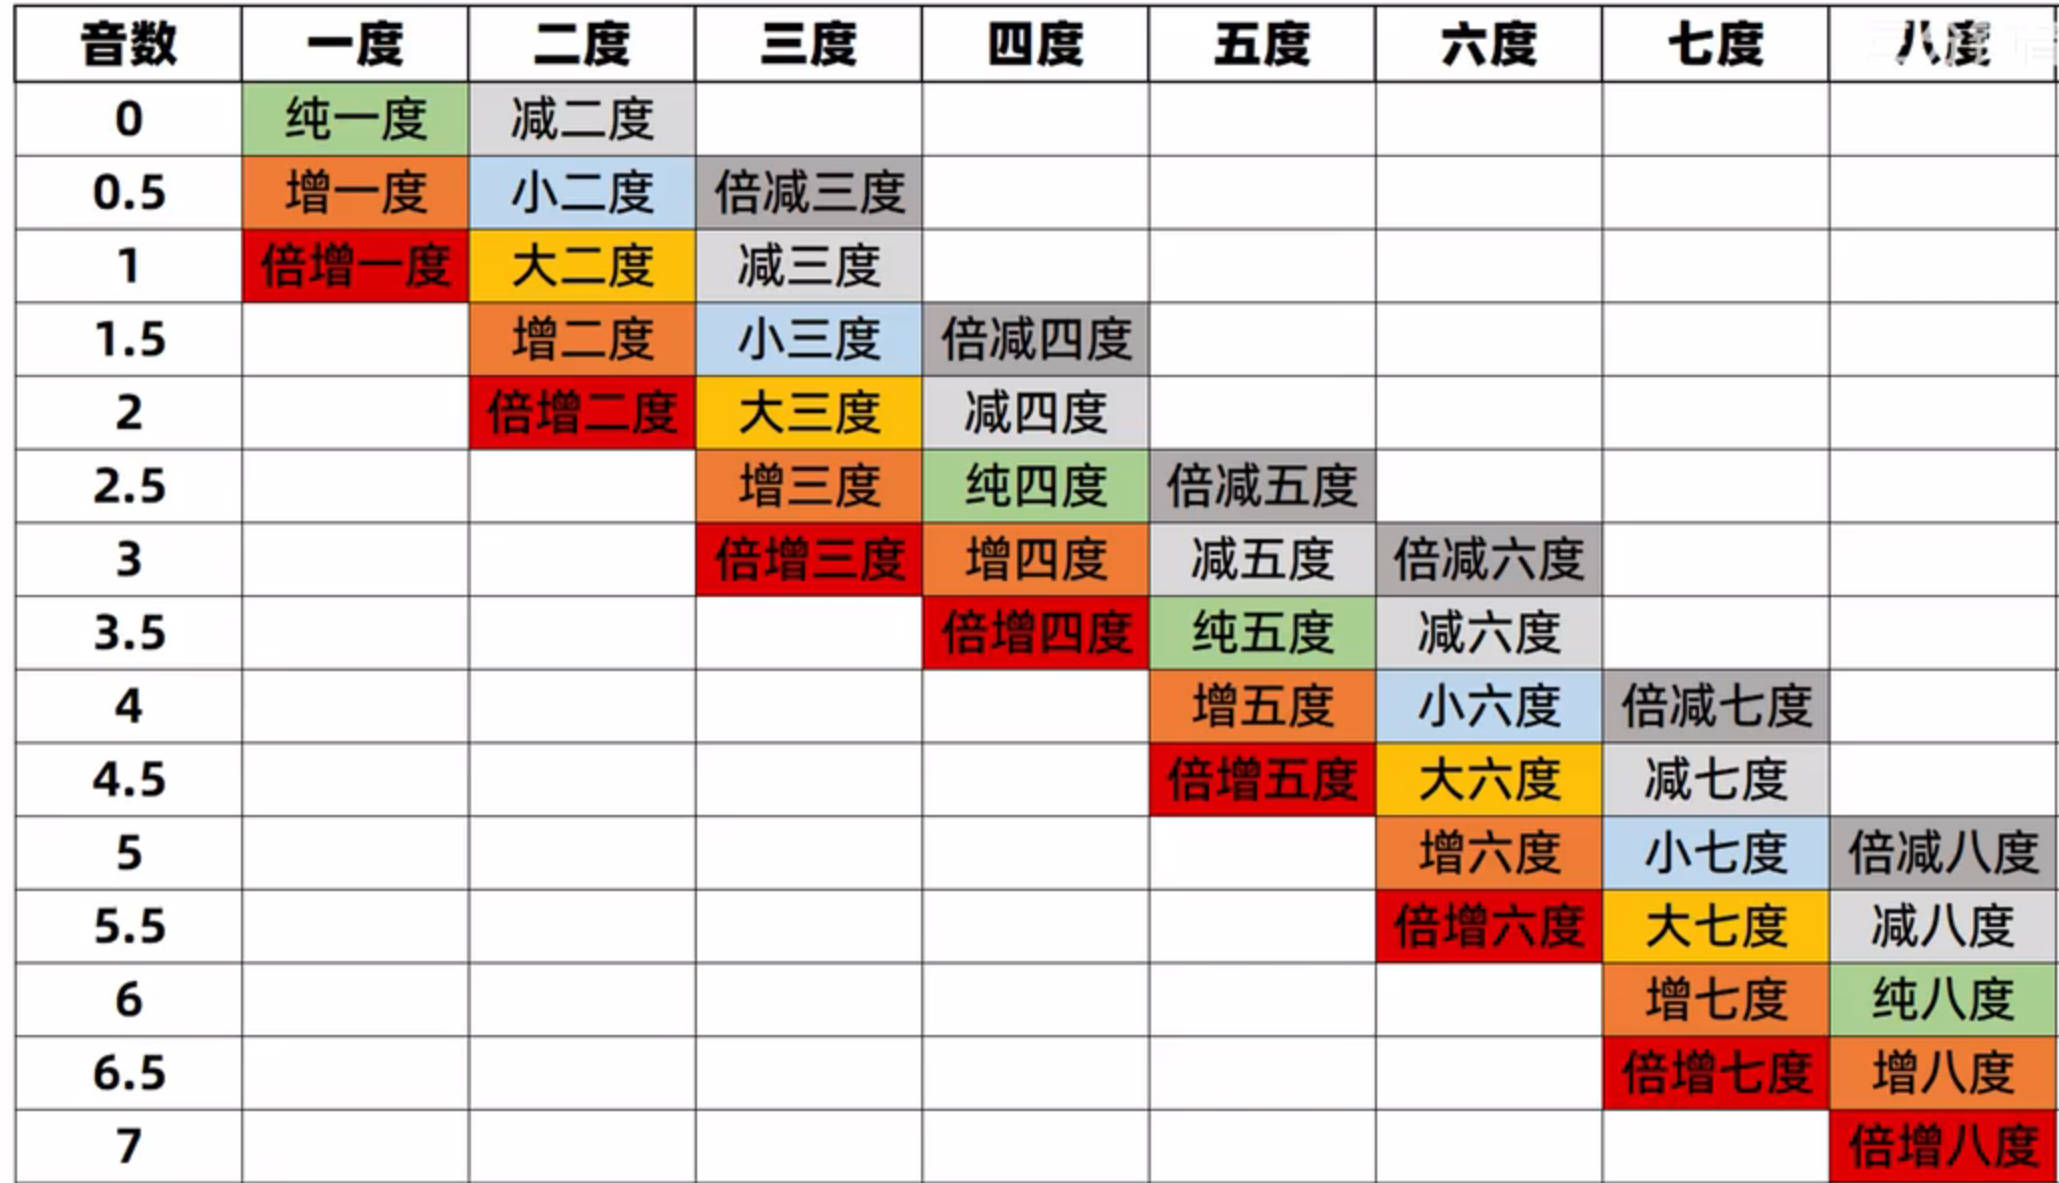 音数 一度 二度 三度 四度 五度 六度 七度 八度
0 纯一度 减二度
0.5 增一度 小二度 倍减三度
1 倍增一度 大二度 减三度
1.5 增二度 小三度 倍减四度
2 倍增二度 大三度 减四度
2.5 增三度 纯四度 倍减五度
3 倍增三度 增四度 减五度 倍减六度
3.5 倍增四度 纯五度 减六度
4 增五度 小六度 倍减七度
4.5 倍增五度 大六度 减七度
5 增六度 小七度 倍减八度
5.5 倍增六度 大七度 减八度
6 增七度 纯八度
6.5 倍增七度 增八度
7 倍增八度